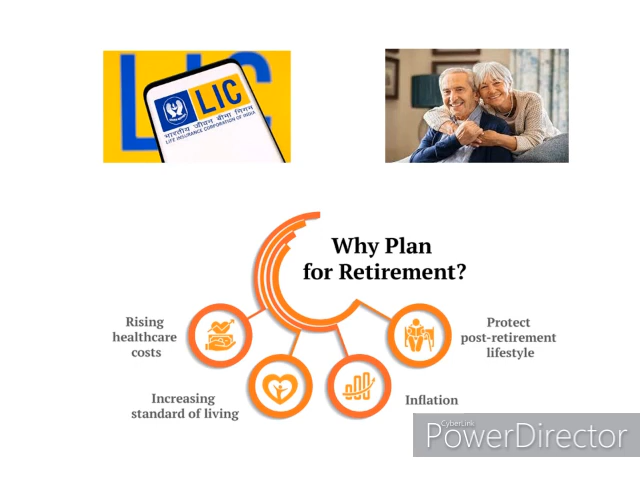 LIC
LIC
भारतीय जीवन बीमा निगम
LIFE INSURANCE CORPORATION OF INDIA
Why Plan
for Retirement?
Rising
healthcare
costs
Protect
post-retirement
lifestyle
Increasing
standard of living
Inflation
CyberLink
PowerDirector